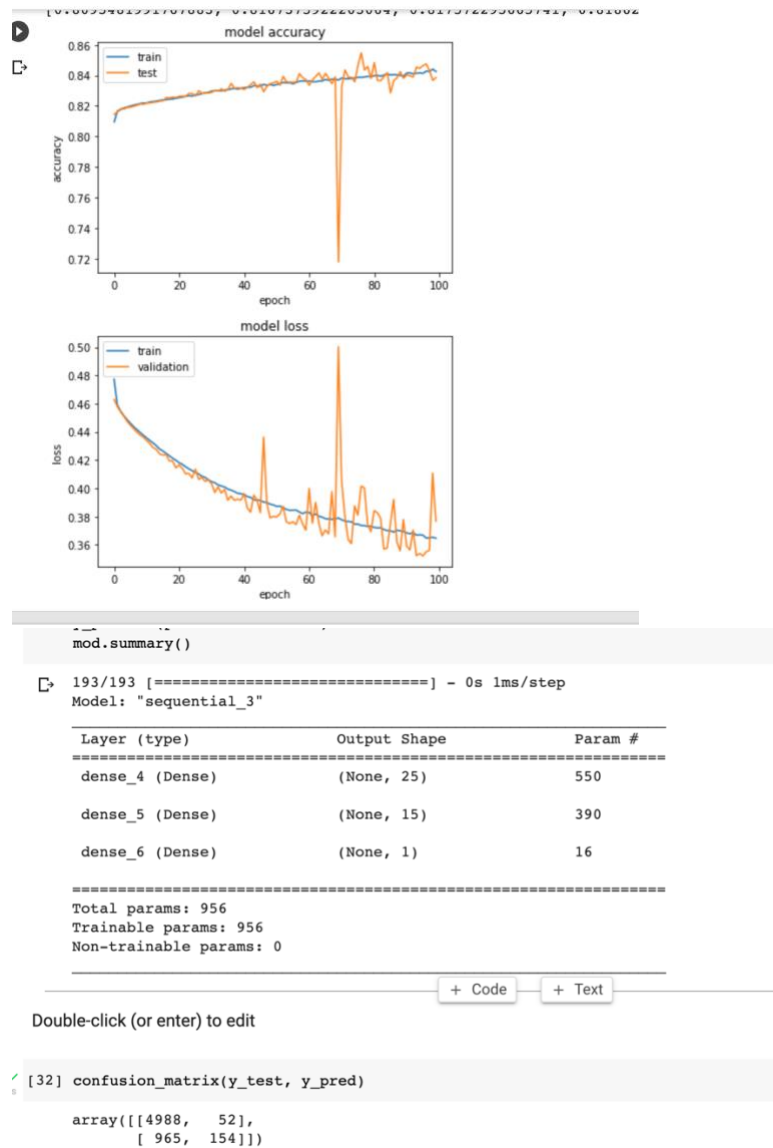 model accuracy
0.86
0.84
0.82
0.80
0.78
0.76
0.74
0.72
accuracy
train
test
0 20 40 60 80 100
epoch
model loss
0.50
0.48
0.46
0.44
0.42
0.40
0.38
0.36
loss
train
validation
0 20 40 60 80 100
epoch
mod.summary()
193/193 [==============================] - 0s 1ms/step
Model: "sequential_3"
Layer (type) Output Shape Param #
=================================================================
dense_4 (Dense) (None, 25) 550
dense_5 (Dense) (None, 15) 390
dense_6 (Dense) (None, 1) 16
=================================================================
Total params: 956
Trainable params: 956
Non-trainable params: 0
+ Code + Text
Double-click (or enter) to edit
[32] confusion_matrix(y_test, y_pred)
array([[4988, 52],
[ 965, 154]])